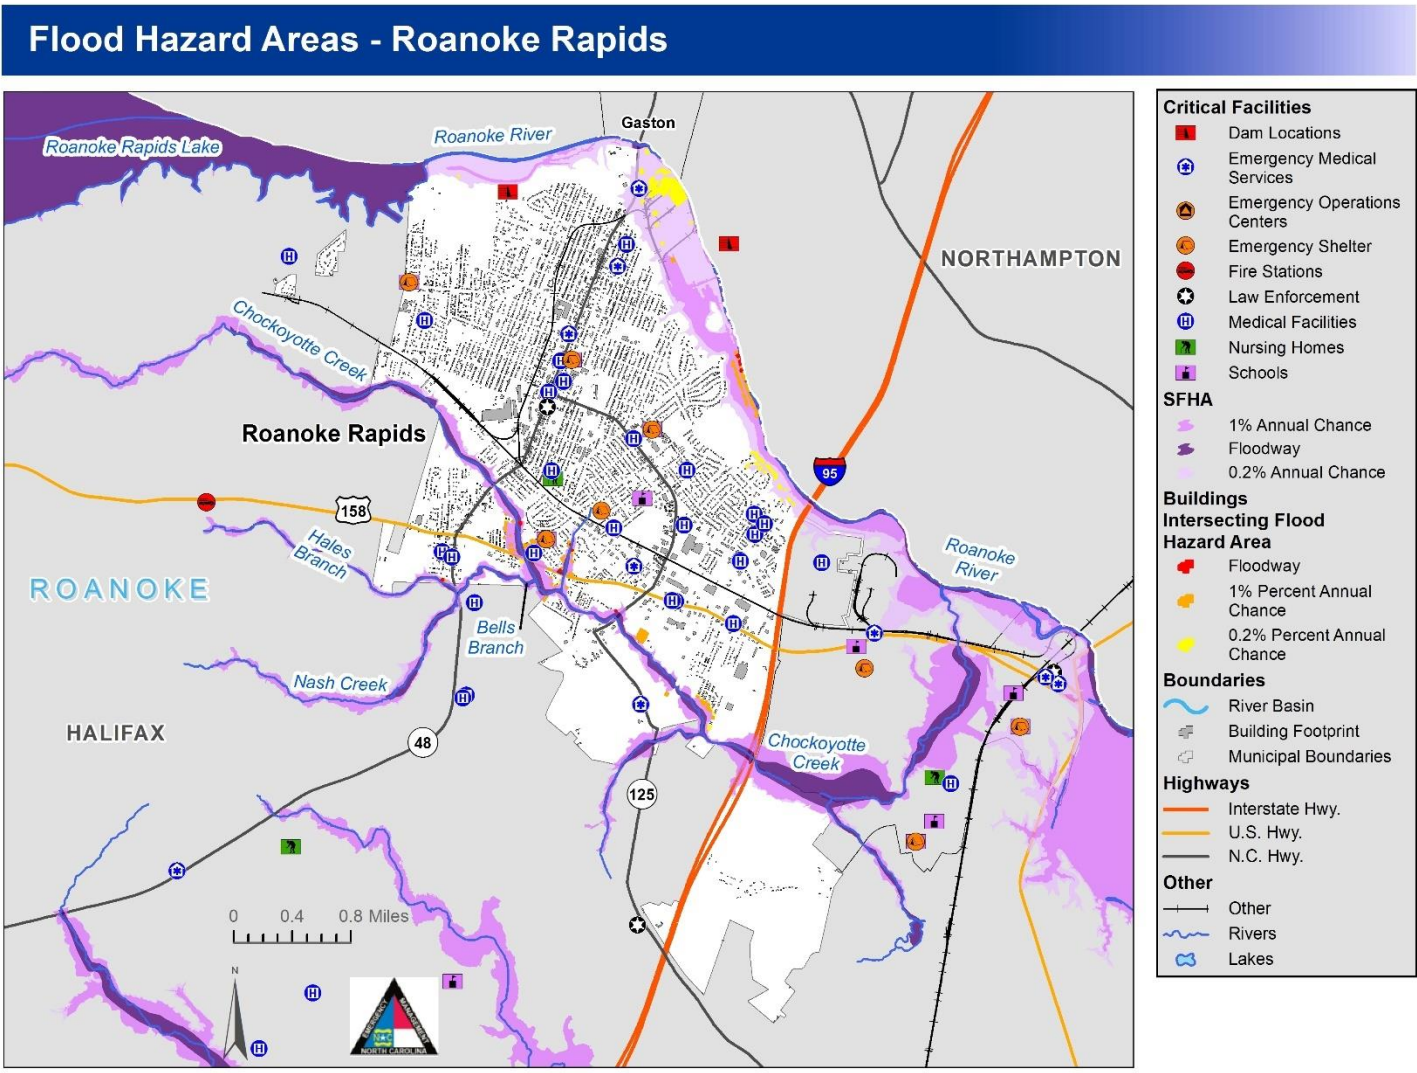 Flood Hazard Areas - Roanoke Rapids
Roanoke Rapids Lake
Roanoke River
Gaston
NORTHAMPTON
Chockoyotte
Creek
Roanoke Rapids
95
158
Hales
Branch
Roanoke
River
ROANOKE
Bells
Branch
Nash Creek
HALIFAX
48
Chockoyotte
Creek
125
0 0.4 0.8 Miles
N
EMERGENCY
MANAGEMENT
NC
NORTH CAROLINA
Critical Facilities
Dam Locations
Emergency Medical
Services
Emergency Operations
Centers
Emergency Shelter
Fire Stations
Law Enforcement
Medical Facilities
Nursing Homes
Schools
SFHA
1% Annual Chance
Floodway
0.2% Annual Chance
Buildings
Intersecting Flood
Hazard Area
Floodway
1% Percent Annual
Chance
0.2% Percent Annual
Chance
Boundaries
River Basin
Building Footprint
Municipal Boundaries
Highways
Interstate Hwy.
U.S. Hwy.
N.C. Hwy.
Other
Other
Rivers
Lakes